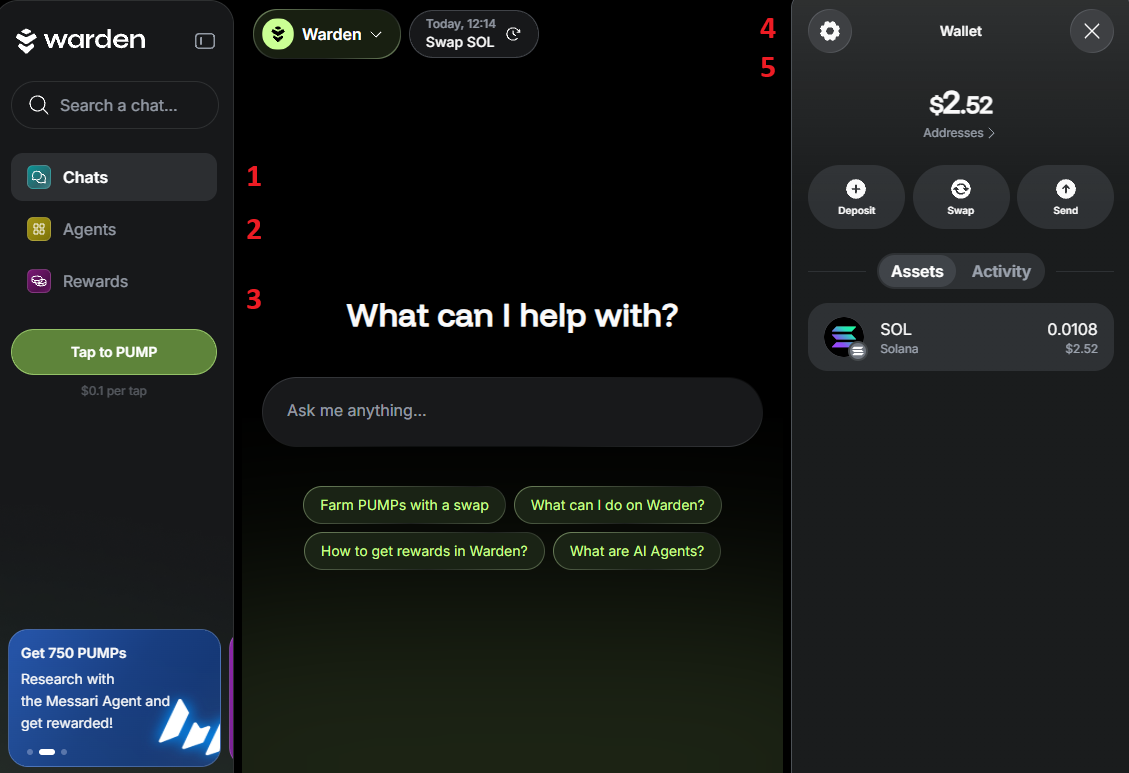 warden
Search a chat...
Chats
Agents
Rewards
Tap to PUMP
$0.1 per tap
Get 750 PUMPs
Research with
the Messari Agent and
get rewarded!
Warden
Today, 12:14
Swap SOL
1
2
3
4
5
What can I help with?
Ask me anything...
Farm PUMPs with a swap
What can I do on Warden?
How to get rewards in Warden?
What are AI Agents?
Wallet
$2.52
Addresses
Deposit
Swap
Send
Assets
Activity
SOL
0.0108
Solana
$2.52